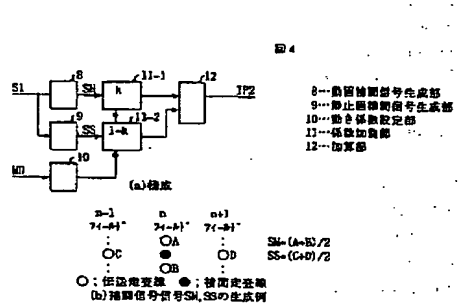 図4
8 SM 11-1 12
S1 k TP2
9 SS 11-2
1-k
10
MD
8…動画補間信号生成部
9…静止画補間信号生成部
10…動き係数設定部
11…係数加重部
12…加算部
(a)構成
n-1 n n+1
フィールド フィールド フィールド
A
C D
B
SM=(A+B)/2
SS=(C+D)/2
○;伝送走査線 ●;補間走査線
(b)補間信号信号SM,SSの生成例